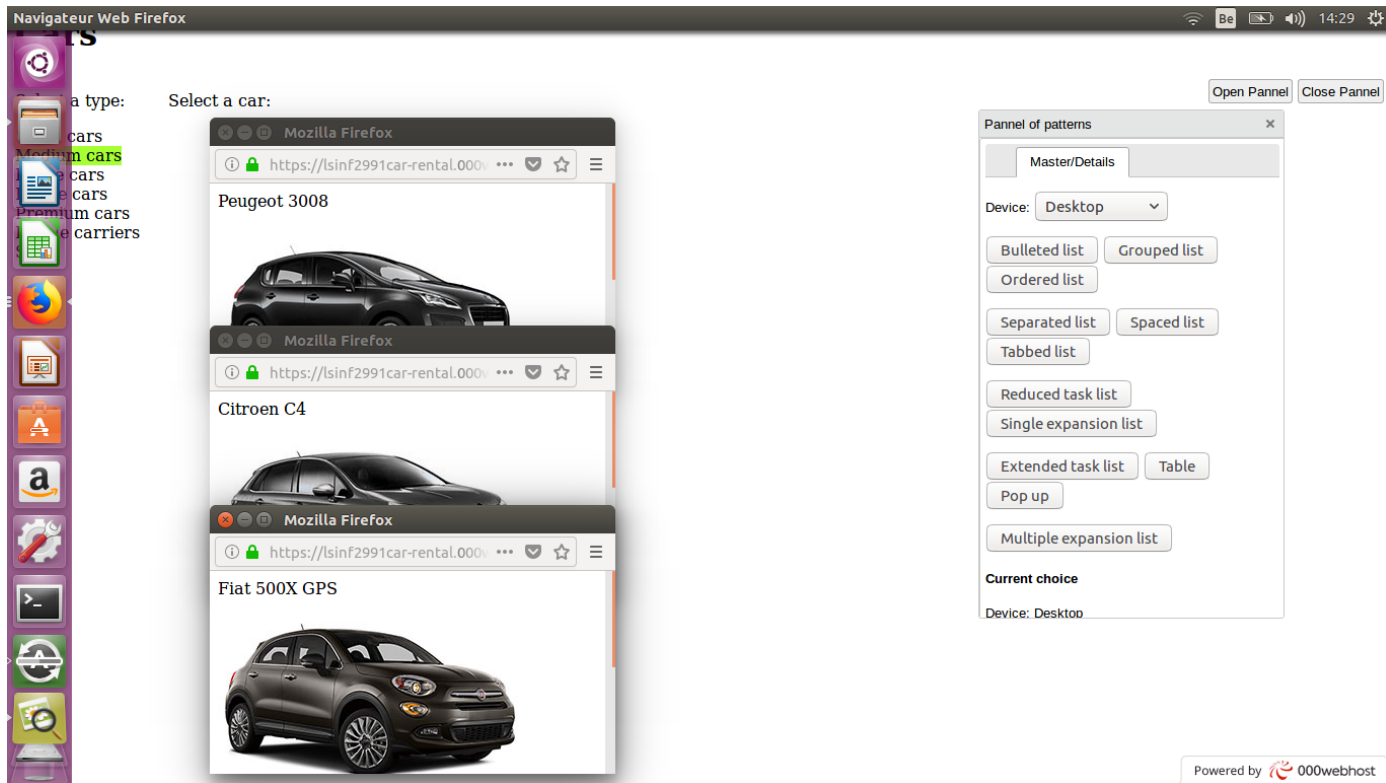 Navigateur Web Firefox
Be
14:29
Cars
Open Pannel Close Pannel
Select a type:
Select a car:
cars
Medium cars
cars
cars
Premium cars
carriers
Mozilla Firefox
https://lsinf2991car-rental.000
Peugeot 3008
Mozilla Firefox
https://lsinf2991car-rental.000
Citroen C4
Mozilla Firefox
https://lsinf2991car-rental.000
Fiat 500X GPS
Pannel of patterns
Master/Details
Device: Desktop
Bulleted list Grouped list
Ordered list
Separated list Spaced list
Tabbed list
Reduced task list
Single expansion list
Extended task list Table
Pop up
Multiple expansion list
Current choice
Device: Desktop
Powered by 000webhost